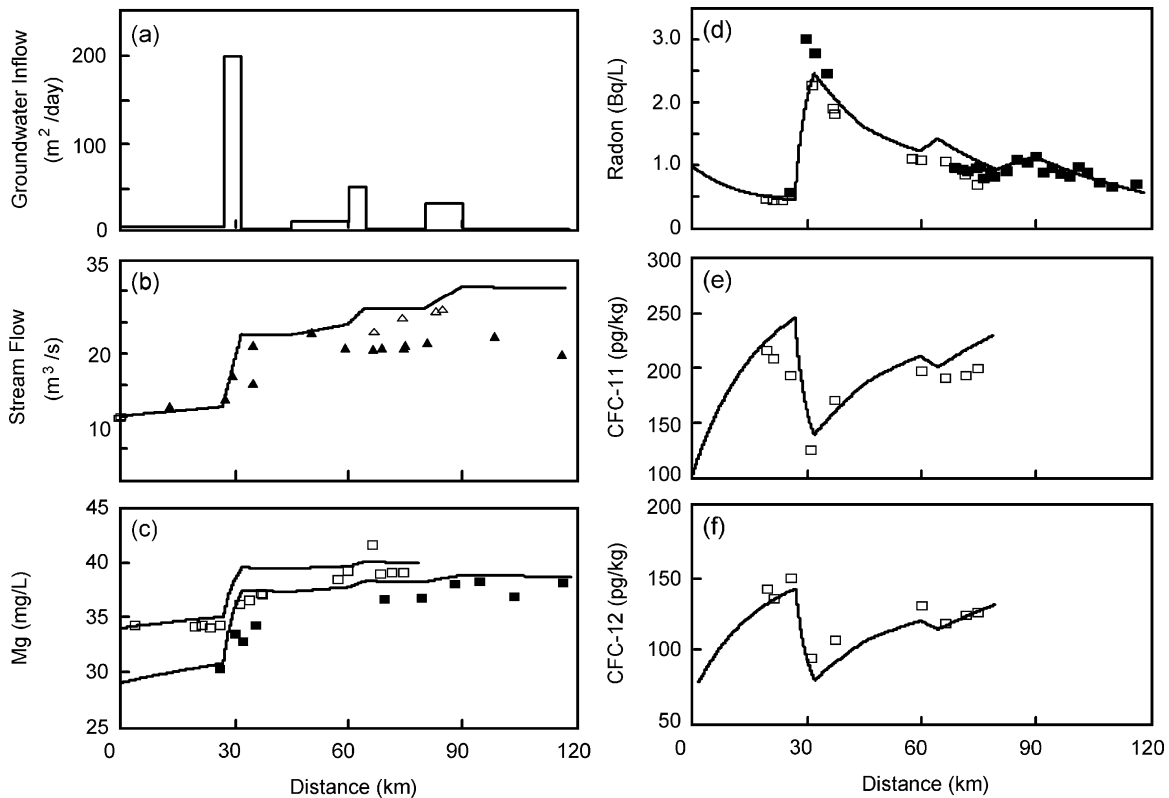 (a)
Groundwater Inflow
(m² /day)
200
100
0
(b)
Stream Flow
(m³ /s)
35
20
10
(c)
Mg (mg/L)
45
40
35
30
25
0
30
60
90
120
Distance (km)
(d)
Radon (Bq/L)
3.0
2.0
1.0
0
(e)
CFC-11 (pg/kg)
300
250
200
150
100
(f)
CFC-12 (pg/kg)
200
150
100
50
0
30
60
90
120
Distance (km)